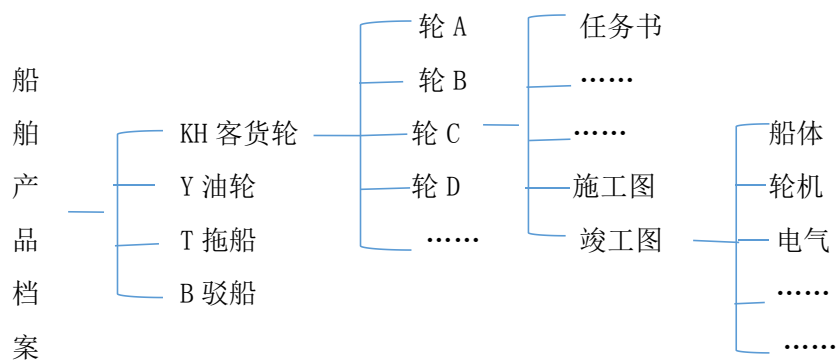 船舶产品档案
KH 客货轮
Y 油轮
T 拖船
B 驳船
轮 A
轮 B
轮 C
轮 D
……
任务书
……
……
施工图
竣工图
船体
轮机
电气
……
……